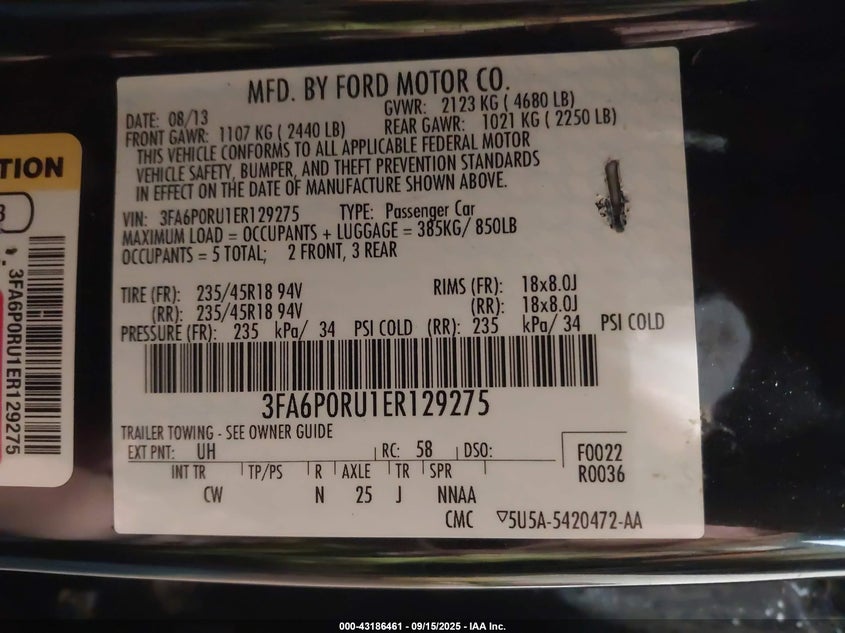 MFD. BY FORD MOTOR CO.
DATE: 08/13 GVWR: 2123 KG ( 4680 LB)
FRONT GAWR: 1107 KG ( 2440 LB) REAR GAWR: 1021 KG ( 2250 LB)
THIS VEHICLE CONFORMS TO ALL APPLICABLE FEDERAL MOTOR
VEHICLE SAFETY, BUMPER, AND THEFT PREVENTION STANDARDS
IN EFFECT ON THE DATE OF MANUFACTURE SHOWN ABOVE.
VIN: 3FA6P0RU1ER129275 TYPE: Passenger Car
MAXIMUM LOAD = OCCUPANTS + LUGGAGE = 385KG/ 850LB
OCCUPANTS = 5 TOTAL; 2 FRONT, 3 REAR
TIRE (FR): 235/45R18 94V RIMS (FR): 18x8.0J
(RR): 235/45R18 94V (RR): 18x8.0J
PRESSURE (FR): 235 kPa/ 34 PSI COLD (RR): 235 kPa/ 34 PSI COLD
3FA6P0RU1ER129275
TRAILER TOWING - SEE OWNER GUIDE
EXT PNT: UH RC: 58 DSO: F0022
R0036
INT TR TP/PS R AXLE TR SPR
CW N 25 J NNAA
CMC ▽5U5A-5420472-AA
TION
3FA6P0RU1ER129275
000-43186461 - 09/15/2025 - IAA Inc.